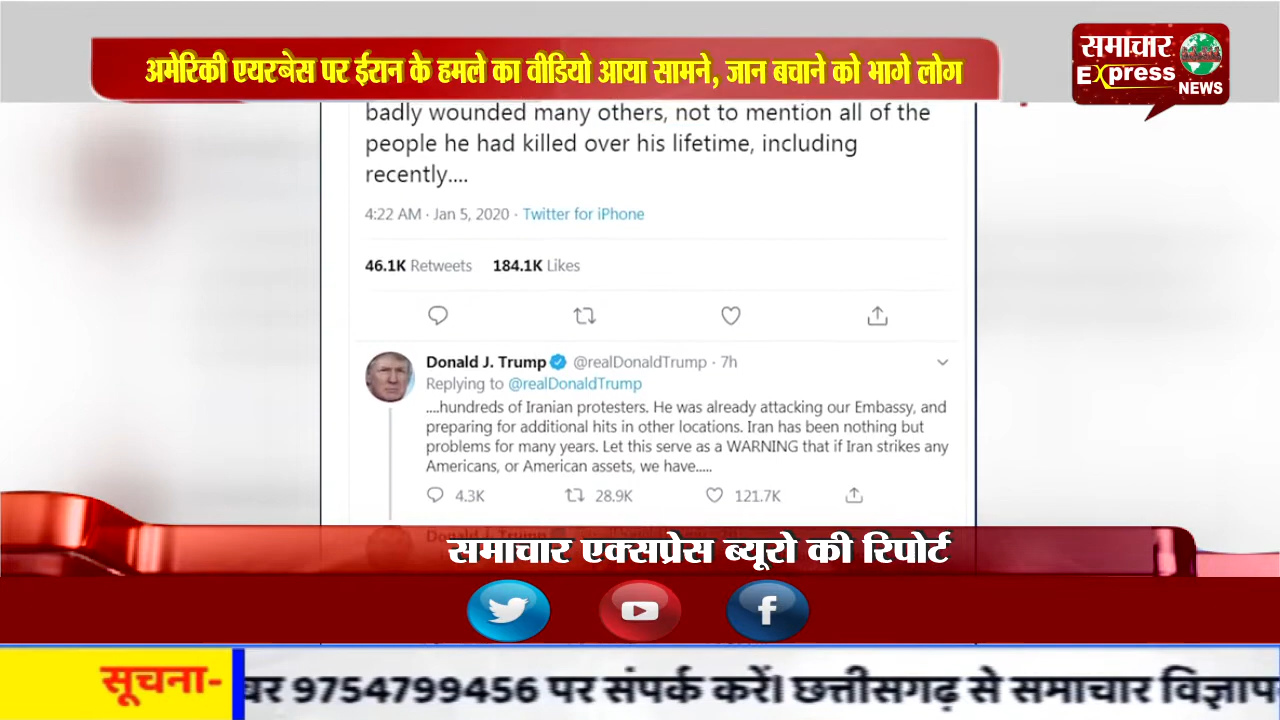 अमेरिकी एयरबेस पर ईरान के हमले का वीडियो आया सामने, जान बचाने को भागे लोग
समाचार
Express
NEWS
badly wounded many others, not to mention all of the
people he had killed over his lifetime, including
recently....
4:22 AM · Jan 5, 2020 · Twitter for iPhone
46.1K Retweets 184.1K Likes
Donald J. Trump @realDonaldTrump · 7h
Replying to @realDonaldTrump
....hundreds of Iranian protesters. He was already attacking our Embassy, and
preparing for additional hits in other locations. Iran has been nothing but
problems for many years. Let this serve as a WARNING that if Iran strikes any
Americans, or American assets, we have.....
4.3K 28.9K 121.7K
Donald J. Trump
समाचार एक्सप्रेस ब्यूरो की रिपोर्ट
सूचना- 9754799456 पर संपर्क करें। छत्तीसगढ़ से समाचार